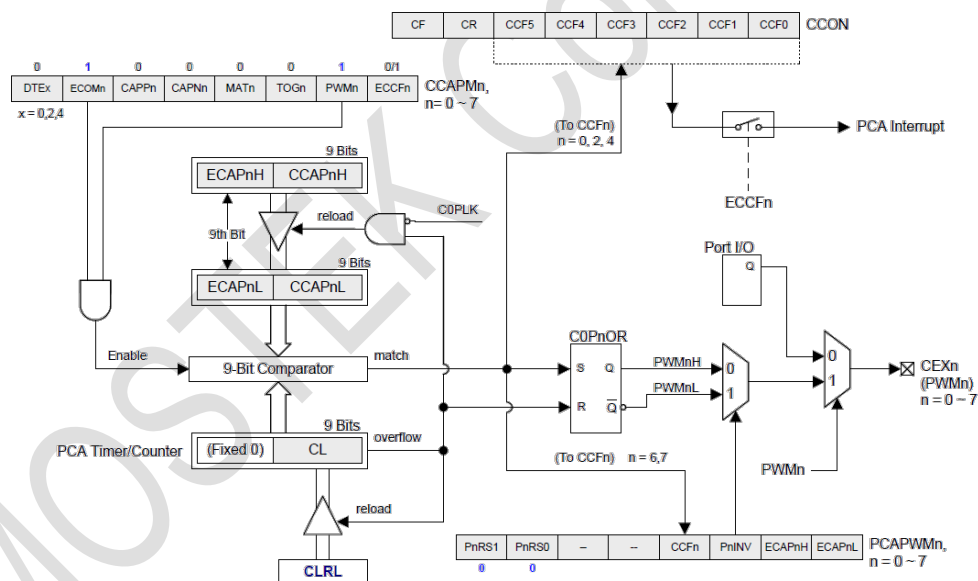 CF CR CCF5 CCF4 CCF3 CCF2 CCF1 CCF0 CCON
0 1 0 0 0 0 1 0/1
DTEx ECOMn CAPPn CAPNn MATn TOGn PWMn ECCFn
CCAPMn,
n= 0 ~ 7
x = 0,2,4
(To CCFn)
n = 0, 2, 4
PCA Interrupt
ECCFn
9 Bits
ECAPnH CCAPnH
reload
C0PLK
9th Bit
9 Bits
ECAPnL CCAPnL
Port I/O
Q
Enable
9-Bit Comparator
match
C0PnOR
S Q
R Q
PWMnH
PWMnL
0
1
0
1
CEXn
(PWMn)
n = 0 ~ 7
PWMn
9 Bits
PCA Timer/Counter
(Fixed 0) CL
overflow
(To CCFn) n = 6,7
reload
CLRL
PnRS1 PnRS0 -- -- CCFn PnINV ECAPnH ECAPnL
0 0
PCAPWMn,
n = 0 ~ 7